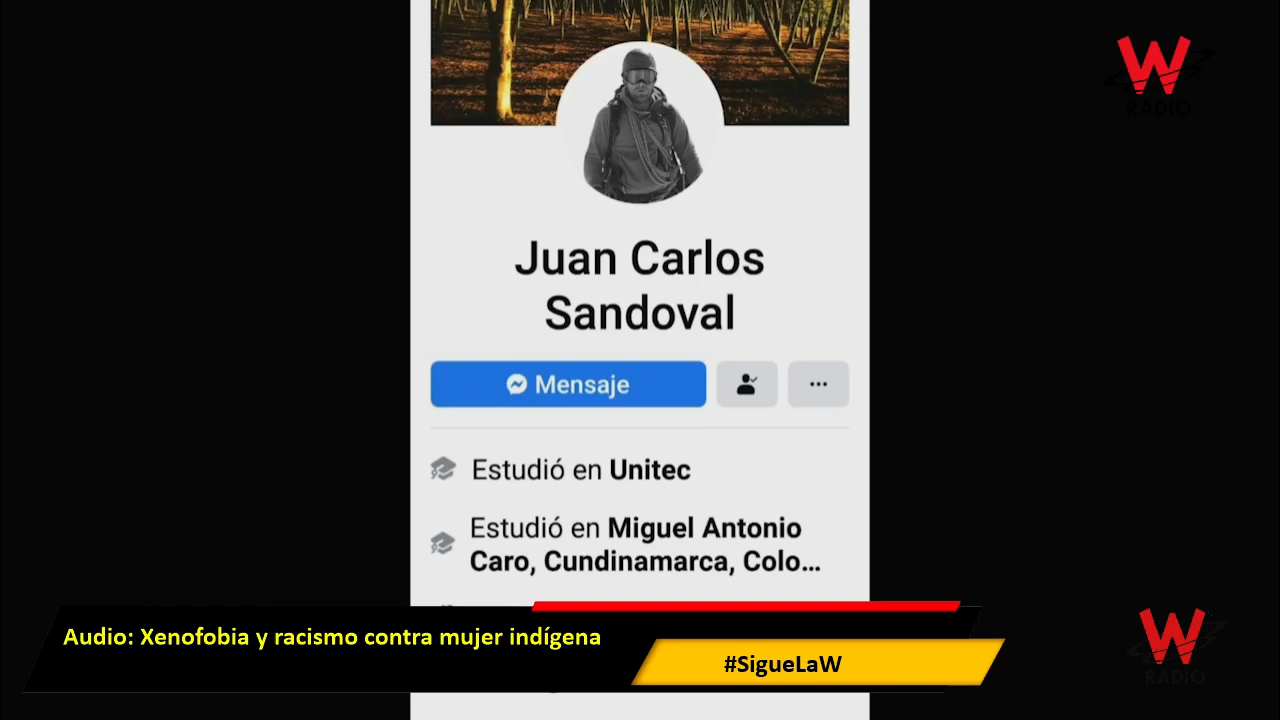 W
RADIO
Juan Carlos
Sandoval
Mensaje
Estudió en Unitec
Estudió en Miguel Antonio
Caro, Cundinamarca, Colo...
Audio: Xenofobia y racismo contra mujer indígena
#SigueLaW
W
RADIO